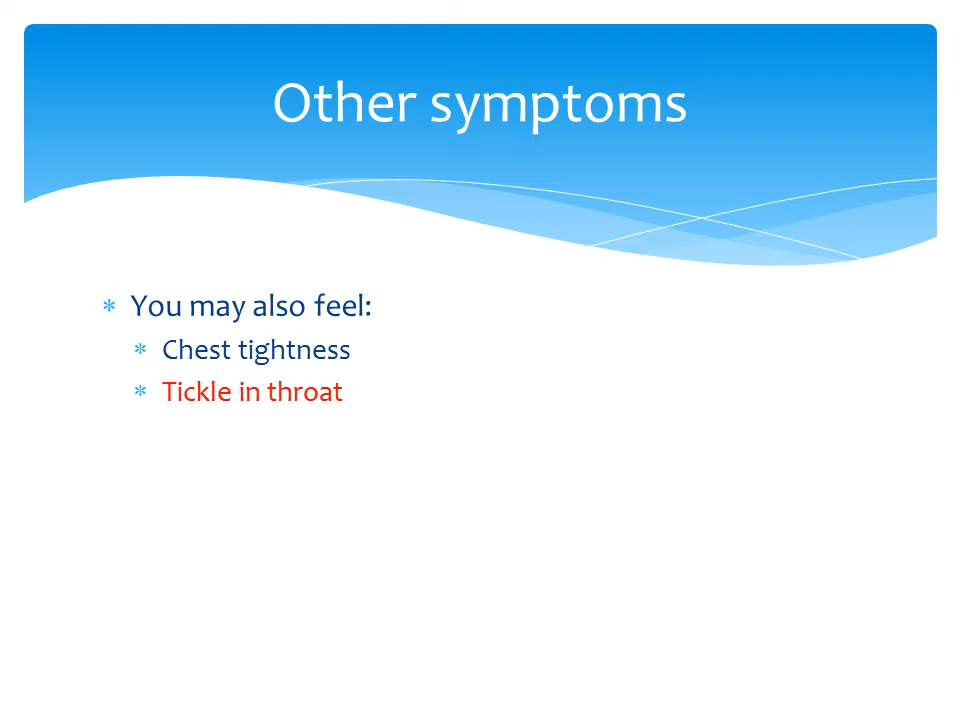 Other symptoms
* You may also feel:
* Chest tightness
* Tickle in throat